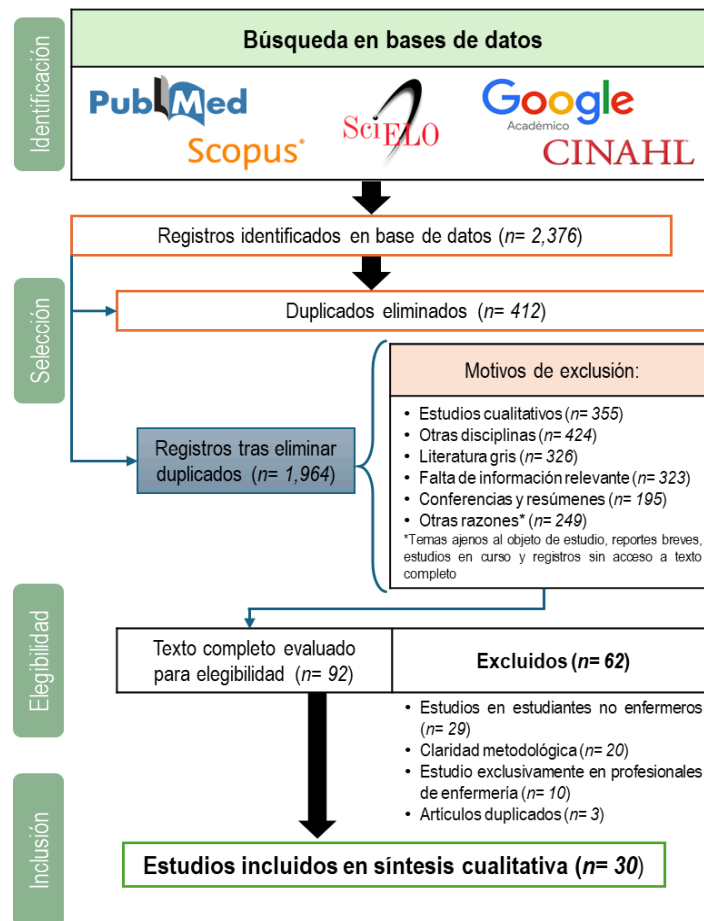 Identificación
Búsqueda en bases de datos
PubMed
Scopus
SciELO
Google
Académico
CINAHL
Registros identificados en base de datos (n= 2,376)
Selección
Duplicados eliminados (n= 412)
Registros tras eliminar
duplicados (n= 1,964)
Motivos de exclusión:
• Estudios cualitativos (n= 355)
• Otras disciplinas (n= 424)
• Literatura gris (n= 326)
• Falta de información relevante (n= 323)
• Conferencias y resúmenes (n= 195)
• Otras razones* (n= 249)
*Temas ajenos al objeto de estudio, reportes breves,
estudios en curso y registros sin acceso a texto
completo
Elegibilidad
Texto completo evaluado
para elegibilidad (n= 92)
Excluidos (n= 62)
• Estudios en estudiantes no enfermeros
(n= 29)
• Claridad metodológica (n= 20)
• Estudio exclusivamente en profesionales
de enfermería (n= 10)
• Artículos duplicados (n= 3)
Inclusión
Estudios incluidos en síntesis cualitativa (n= 30)